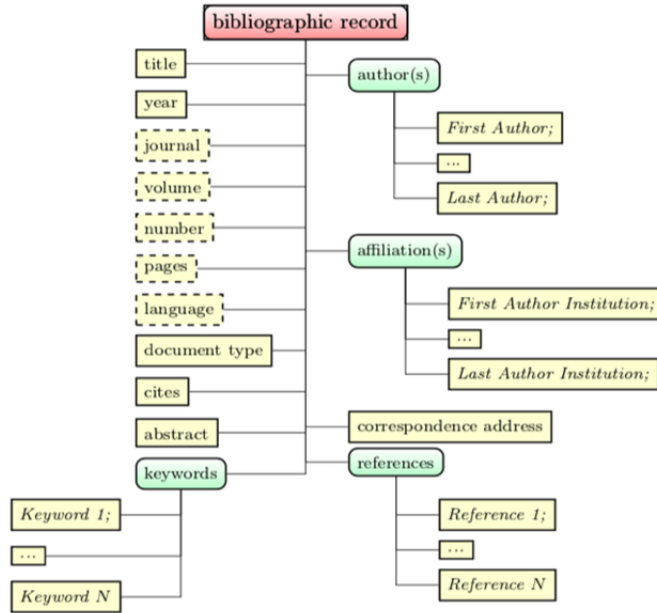 bibliographic record
title
year
journal
volume
number
pages
language
document type
cites
abstract
keywords
Keyword 1;
...
Keyword N
author(s)
First Author;
...
Last Author;
affiliation(s)
First Author Institution;
...
Last Author Institution;
correspondence address
references
Reference 1;
...
Reference N